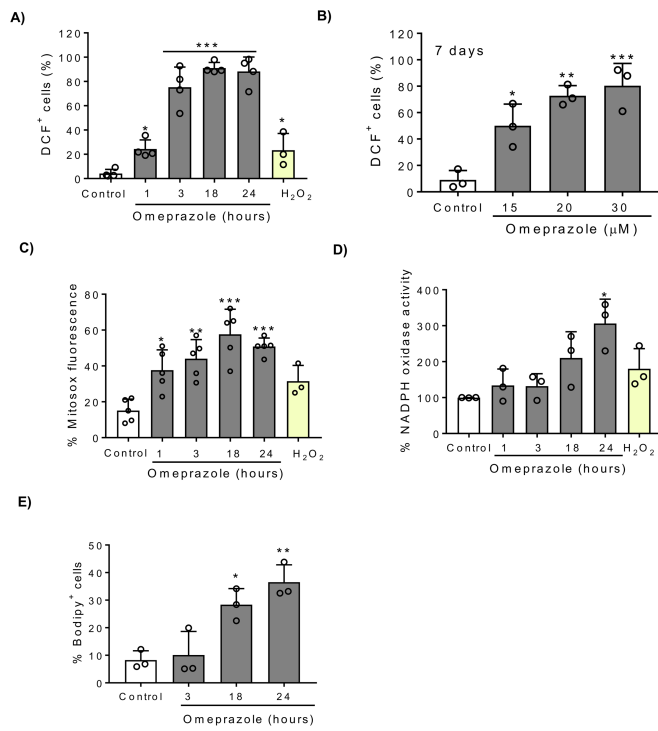 A)
***
DCF+ cells (%)
120
100
80
60
40
20
0
*
*
Control 1 3 18 24 H2O2
Omeprazole (hours)
B)
7 days
DCF+ cells (%)
120
100
80
60
40
20
0
* ** ***
Control 15 20 30
Omeprazole (μM)
C)
% Mitosox fluorescence
80
60
40
20
0
* ** *** ***
Control 1 3 18 24 H2O2
Omeprazole (hours)
D)
% NADPH oxidase activity
400
300
200
100
0
*
Control 1 3 18 24 H2O2
Omeprazole (hours)
E)
% Bodipy+ cells
50
40
30
20
10
0
* **
Control 3 18 24
Omeprazole (hours)